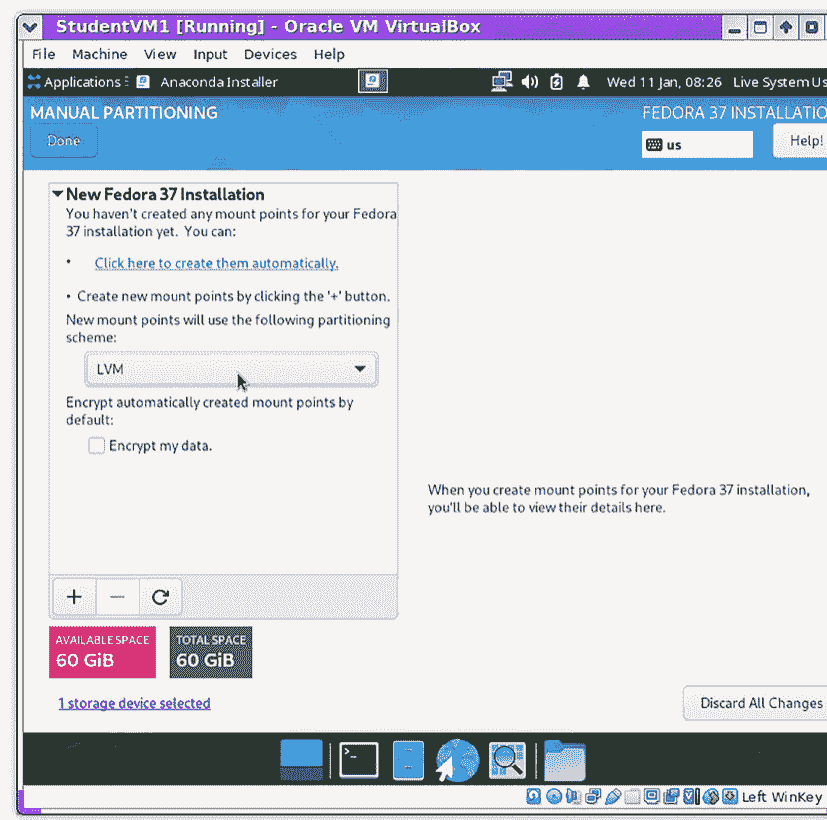 StudentVM1 [Running] - Oracle VM VirtualBox
File Machine View Input Devices Help
Applications Anaconda Installer Wed 11 Jan, 08:26 Live System Us
MANUAL PARTITIONING FEDORA 37 INSTALLATIO
Done us Help!
New Fedora 37 Installation
You haven't created any mount points for your Fedora
37 installation yet. You can:
• Click here to create them automatically.
• Create new mount points by clicking the '+' button.
New mount points will use the following partitioning
scheme:
LVM
Encrypt automatically created mount points by
default:
Encrypt my data.
When you create mount points for your Fedora 37 installation,
you'll be able to view their details here.
+ −
AVAILABLE SPACE TOTAL SPACE
60 GiB 60 GiB
1 storage device selected
Discard All Changes
Left WinKey